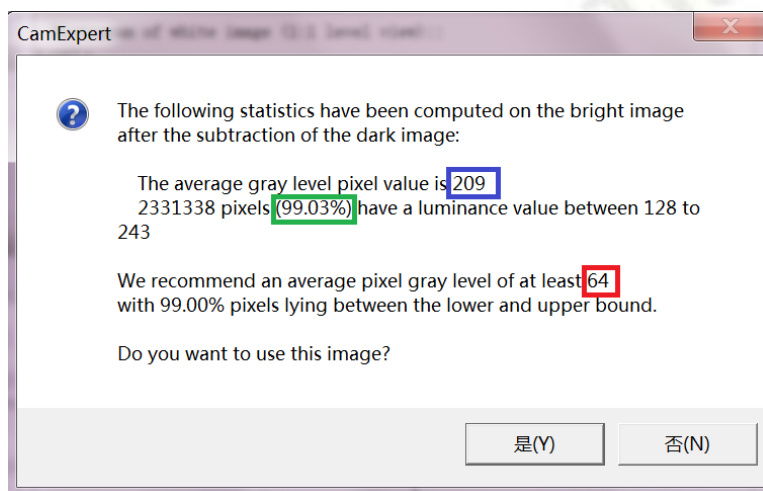 CamExpert
The following statistics have been computed on the bright image
after the subtraction of the dark image:
The average gray level pixel value is 209
2331338 pixels (99.03%) have a luminance value between 128 to
243
We recommend an average pixel gray level of at least 64
with 99.00% pixels lying between the lower and upper bound.
Do you want to use this image?
是(Y)
否(N)